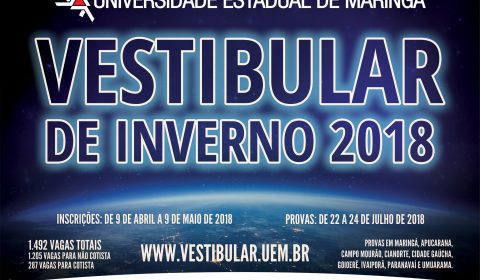 UNIVERSIDADE ESTADUAL DE MARINGÁ
VESTIBULAR
DE INVERNO 2018
INSCRIÇÕES: DE 9 DE ABRIL A 9 DE MAIO DE 2018
PROVAS: DE 22 A 24 DE JULHO DE 2018
1.492 VAGAS TOTAIS
1.205 VAGAS PARA NÃO COTISTA
287 VAGAS PARA COTISTA
WWW.VESTIBULAR.UEM.BR
PROVAS EM MARINGÁ, APUCARANA,
CAMPO MOURÃO, CIANORTE, CIDADE GAÚCHA,
GOIOERÊ, IVAIPORÃ, PARANAVAÍ E UMUARAMA.